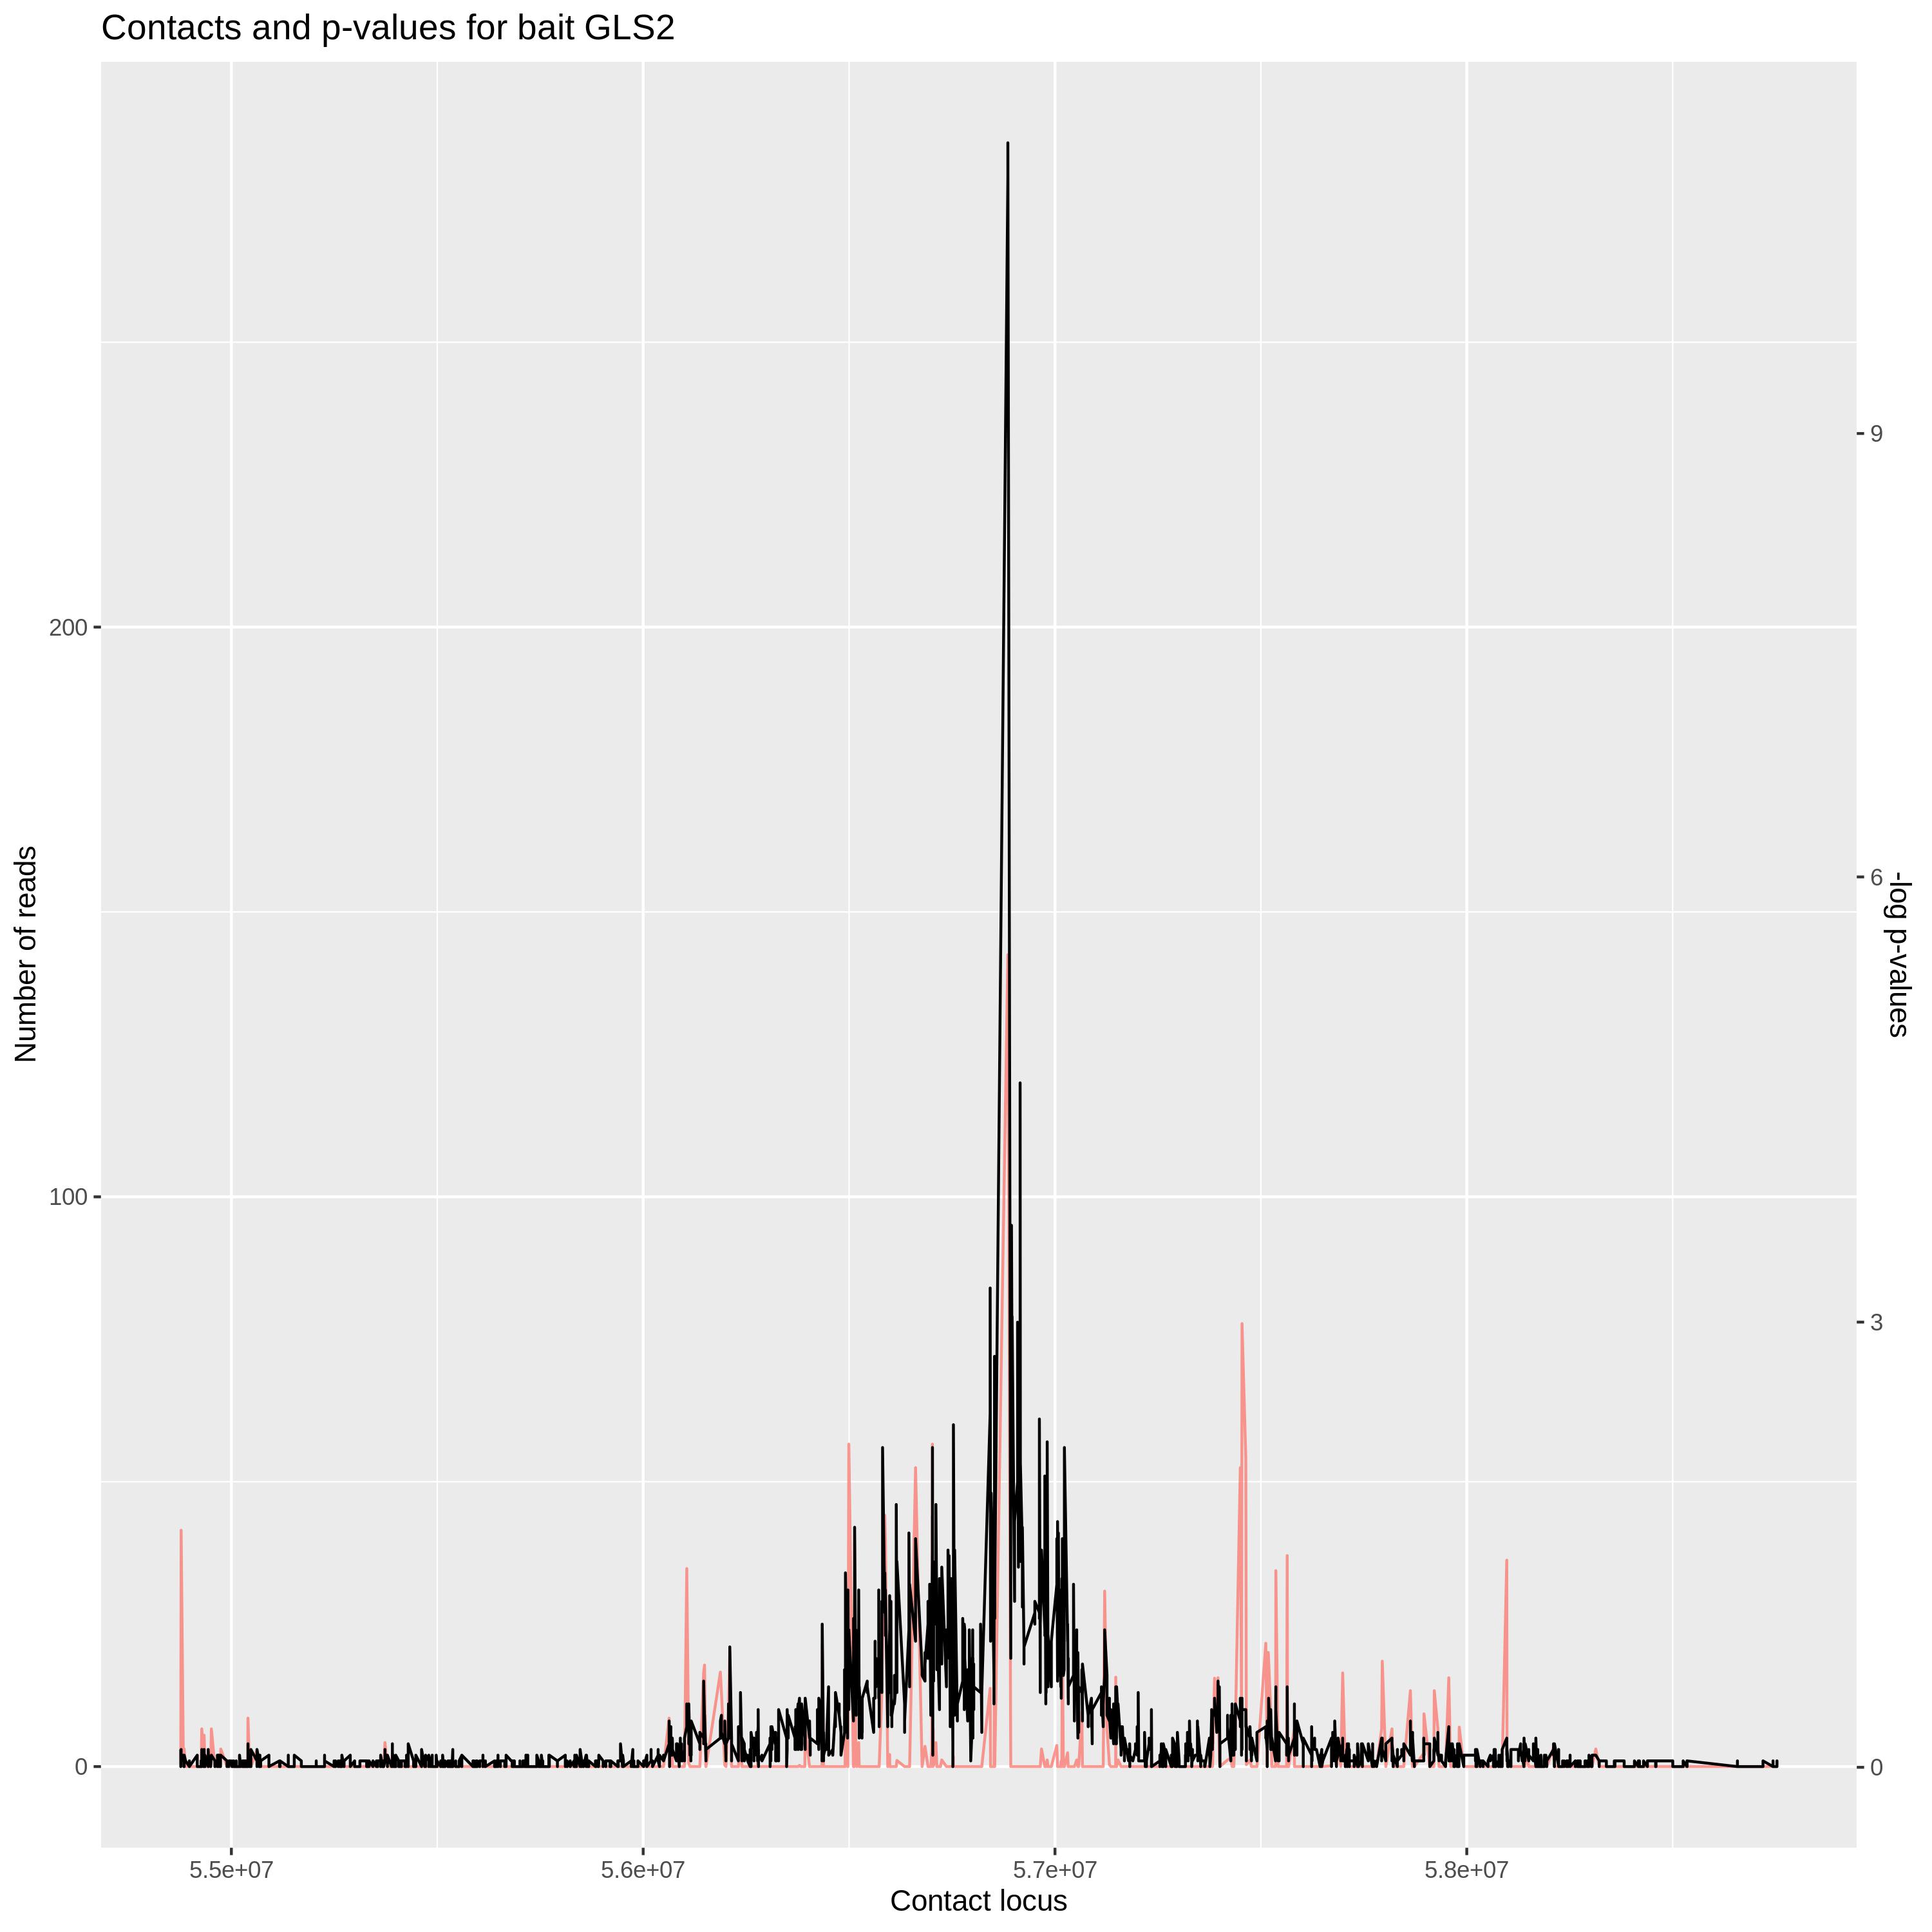 Contacts and p-values for bait GLS2
Number of reads
200
100
0
9
6
3
0
-log p-values
5.5e+07
5.6e+07
5.7e+07
5.8e+07
Contact locus